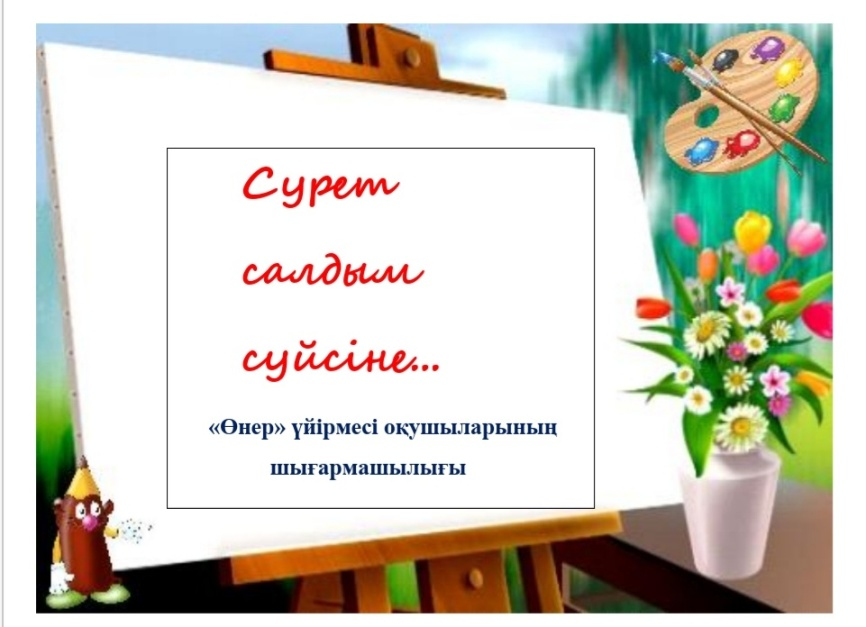 Сурет
салдым
сүйсіне...
«Өнер» үйірмесі оқушыларының
шығармашылығы